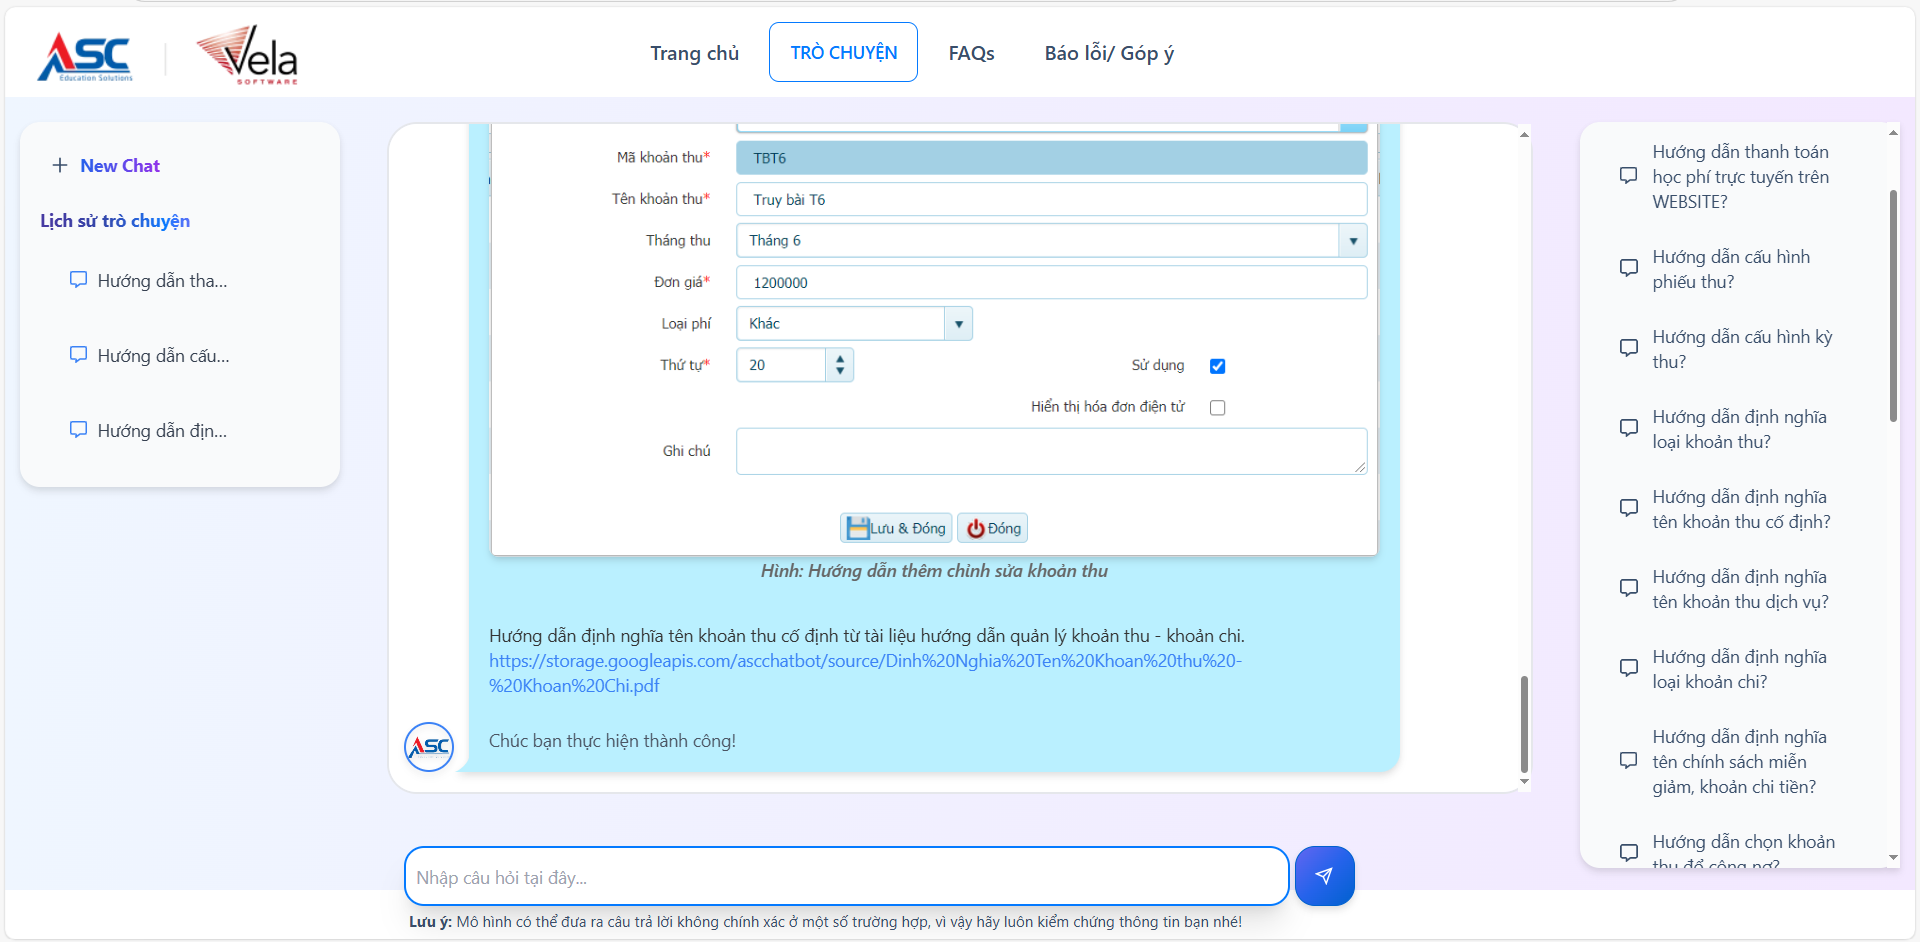 ASC
Education Solutions
Vela
SOFTWARE
Trang chủ
TRÒ CHUYỆN
FAQs
Báo lỗi/ Góp ý
New Chat
Lịch sử trò chuyện
Hướng dẫn tha...
Hướng dẫn cấu...
Hướng dẫn địn...
Mã khoản thu*
TBT6
Tên khoản thu*
Truy bài T6
Tháng thu
Tháng 6
Đơn giá*
1200000
Loại phí
Khác
Thứ tự*
20
Sử dụng
Hiển thị hóa đơn điện tử
Ghi chú
Lưu & Đóng
Đóng
Hình: Hướng dẫn thêm chỉnh sửa khoản thu
Hướng dẫn định nghĩa tên khoản thu cố định từ tài liệu hướng dẫn quản lý khoản thu - khoản chi.
https://storage.googleapis.com/ascchatbot/source/Dinh%20Nghia%20Ten%20Khoan%20thu%20-
%20Khoan%20Chi.pdf
ASC
Chúc bạn thực hiện thành công!
Nhập câu hỏi tại đây...
Lưu ý: Mô hình có thể đưa ra câu trả lời không chính xác ở một số trường hợp, vì vậy hãy luôn kiểm chứng thông tin bạn nhé!
Hướng dẫn thanh toán
học phí trực tuyến trên
WEBSITE?
Hướng dẫn cấu hình
phiếu thu?
Hướng dẫn cấu hình kỳ
thu?
Hướng dẫn định nghĩa
loại khoản thu?
Hướng dẫn định nghĩa
tên khoản thu cố định?
Hướng dẫn định nghĩa
tên khoản thu dịch vụ?
Hướng dẫn định nghĩa
loại khoản chi?
Hướng dẫn định nghĩa
tên chính sách miễn
giảm, khoản chi tiền?
Hướng dẫn chọn khoản
thu để công nợ?